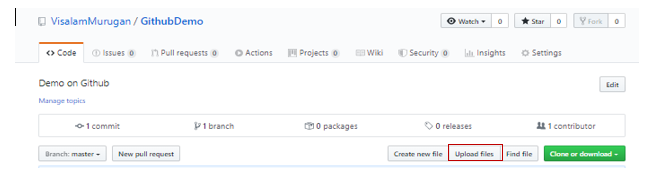 VisalamMurugan / GithubDemo Watch 0 Star 0 Fork 0
Code Issues 0 Pull requests 0 Actions Projects 0 Wiki Security 0 Insights Settings
Demo on Github Edit
Manage topics
1 commit 1 branch 0 packages 0 releases 1 contributor
Branch: master New pull request Create new file Upload files Find file Clone or download